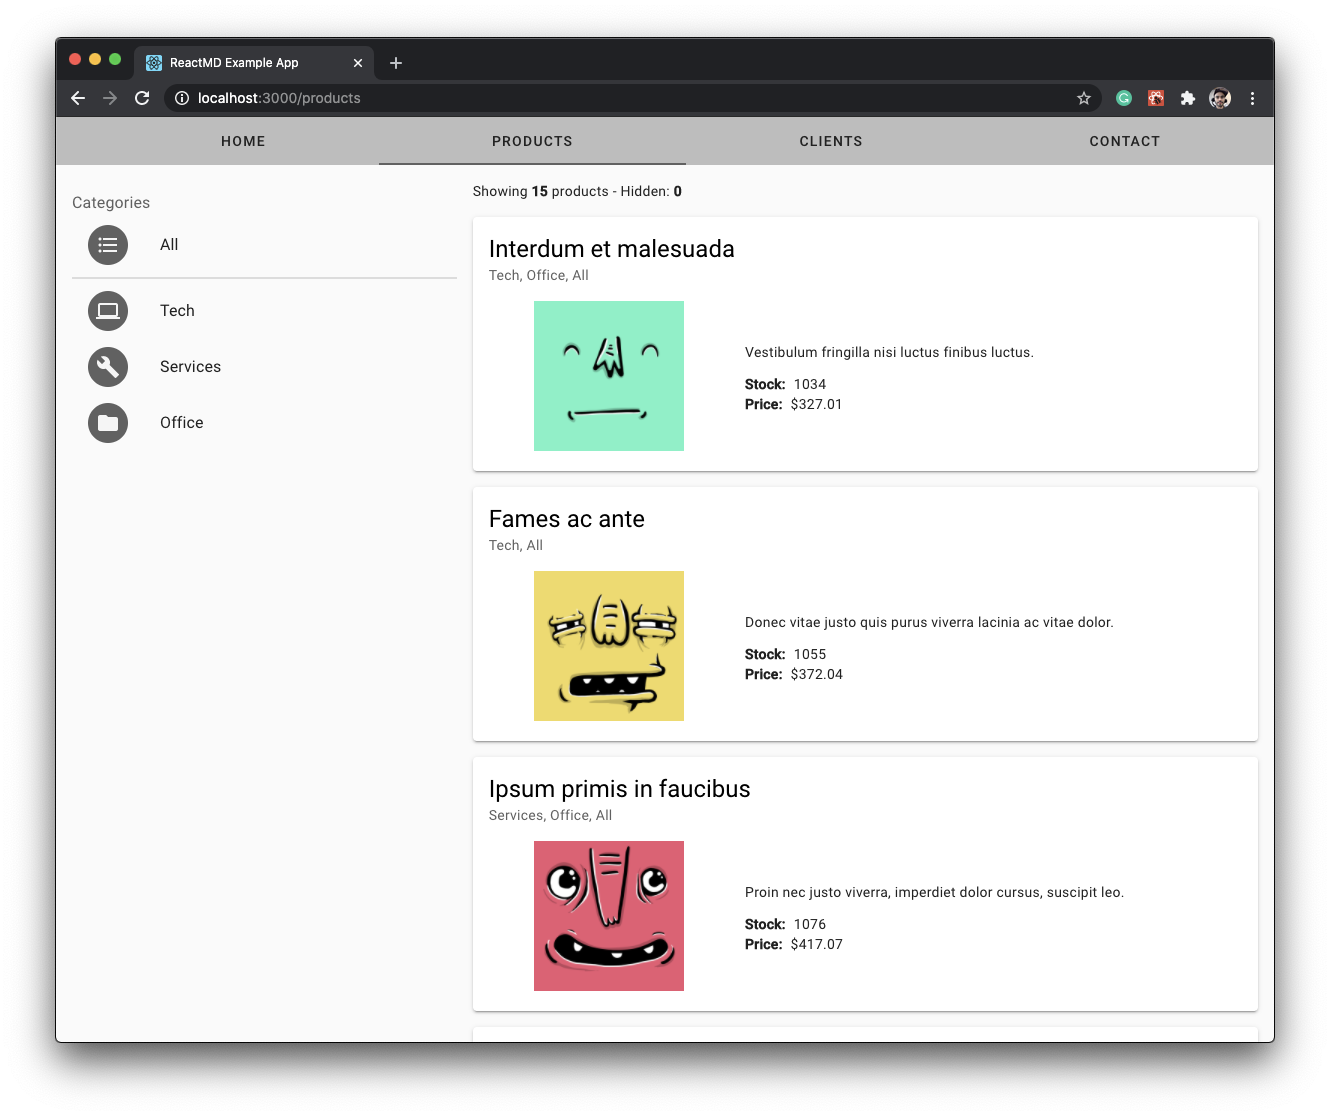 ReactMD Example App
localhost:3000/products
HOME PRODUCTS CLIENTS CONTACT
Categories
All
Tech
Services
Office
Showing 15 products - Hidden: 0
Interdum et malesuada
Tech, Office, All
Vestibulum fringilla nisi luctus finibus luctus.
Stock: 1034
Price: $327.01
Fames ac ante
Tech, All
Donec vitae justo quis purus viverra lacinia ac vitae dolor.
Stock: 1055
Price: $372.04
Ipsum primis in faucibus
Services, Office, All
Proin nec justo viverra, imperdiet dolor cursus, suscipit leo.
Stock: 1076
Price: $417.07